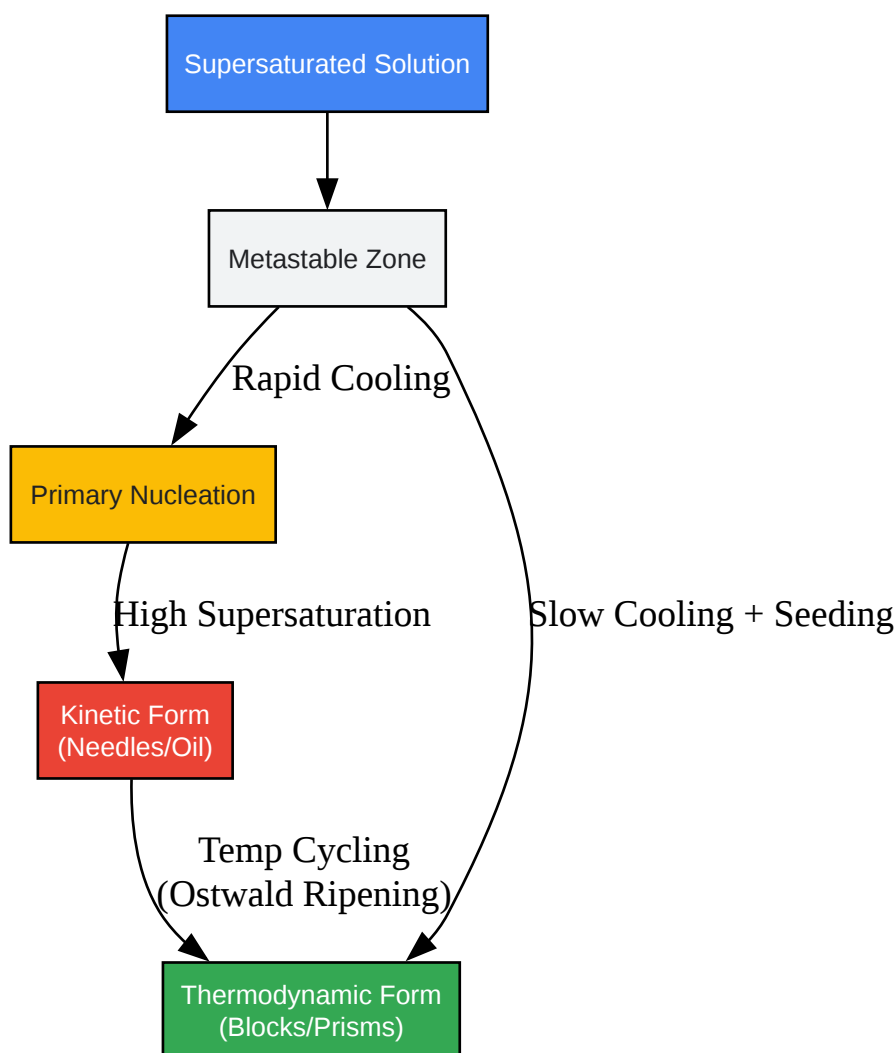 Supersaturated Solution
Metastable Zone
Rapid Cooling
Primary Nucleation
High Supersaturation
Slow Cooling + Seeding
Kinetic Form
(Needles/Oil)
Temp Cycling
(Ostwald Ripening)
Thermodynamic Form
(Blocks/Prisms)